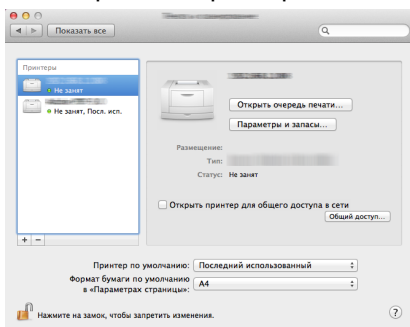 Показать все
Принтеры
Не занят
Не занят, Посл. исп.
Открыть очередь печати...
Параметры и запасы...
Размещение:
Тип:
Статус: Не занят
Открыть принтер для общего доступа в сети
Общий доступ...
+ −
Принтер по умолчанию: Последний использованный
Формат бумаги по умолчанию
в «Параметрах страницы»: A4
Нажмите на замок, чтобы запретить изменения.
?